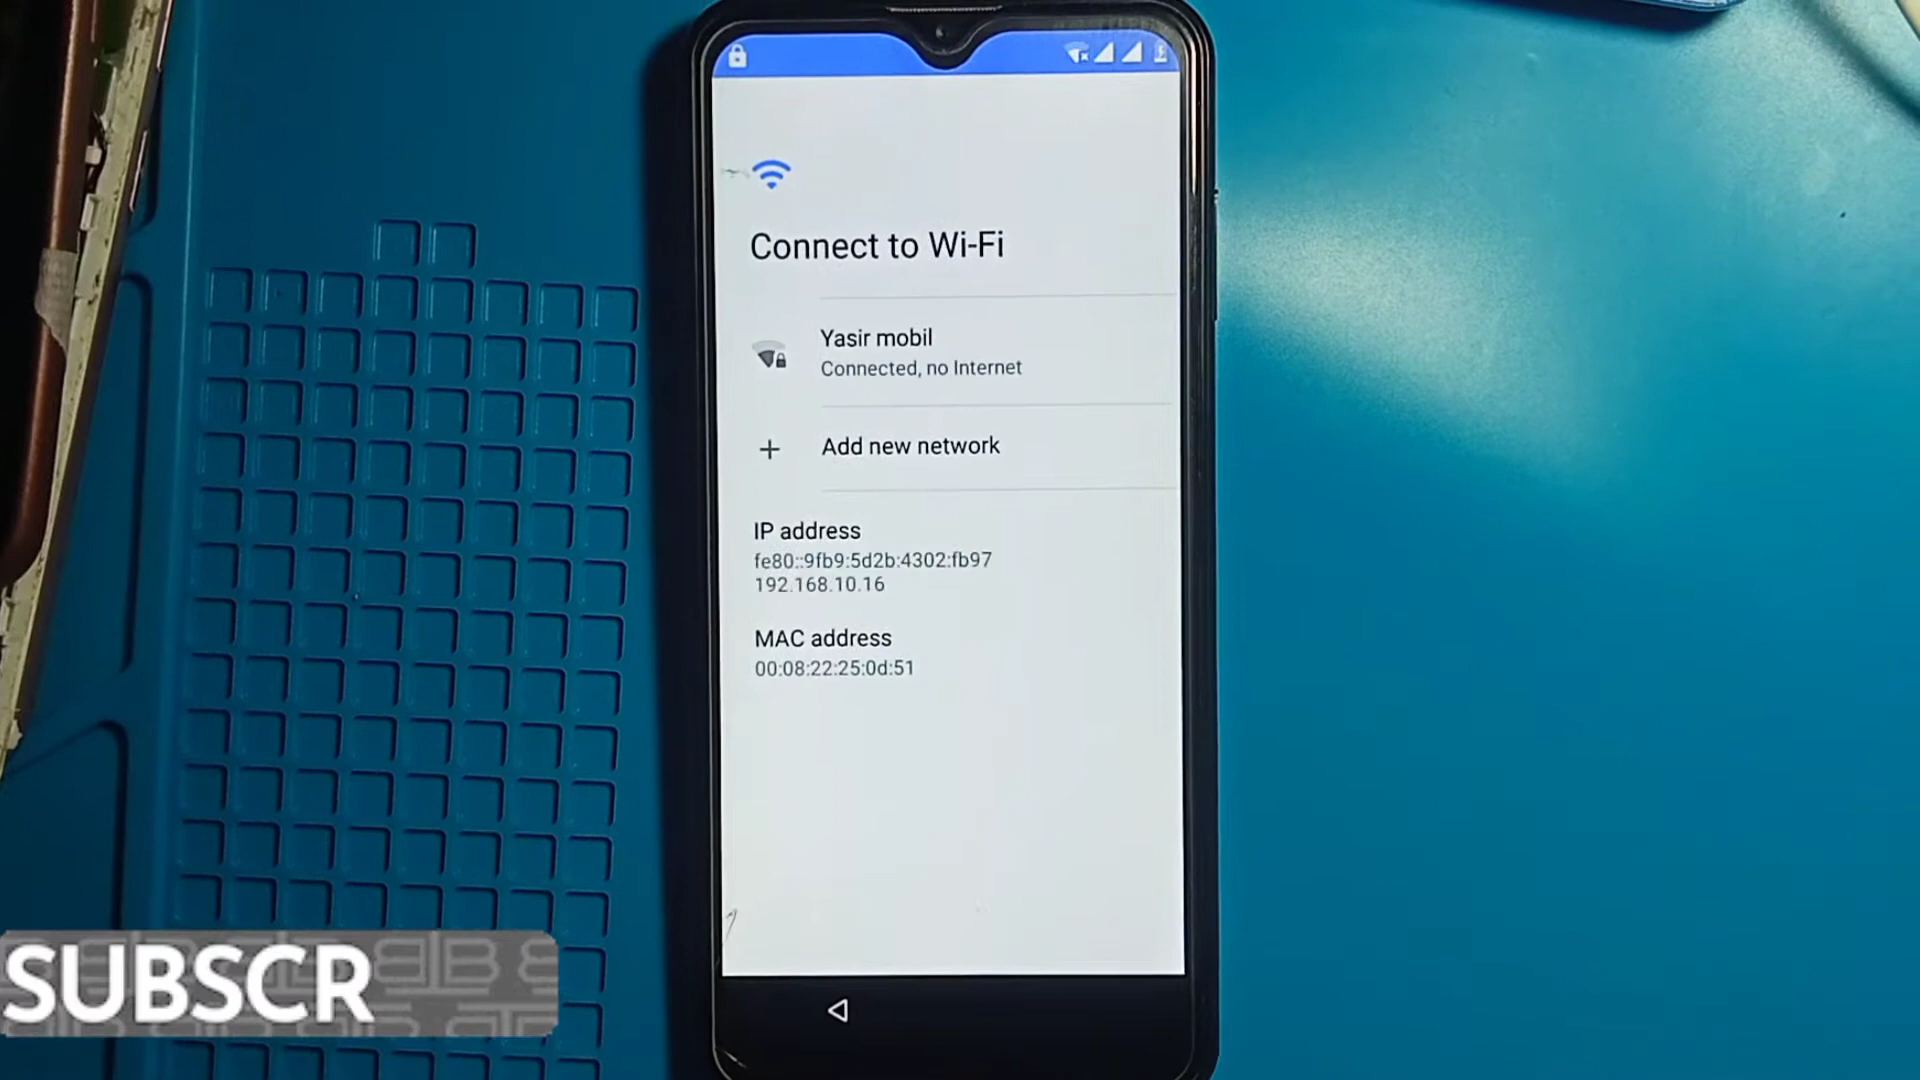 Connect to Wi-Fi
Yasir mobil
Connected, no Internet
Add new network
IP address
fe80::9fb9:5d2b:4302:fb97
192.168.10.16
MAC address
00:08:22:25:0d:51
SUBSCR